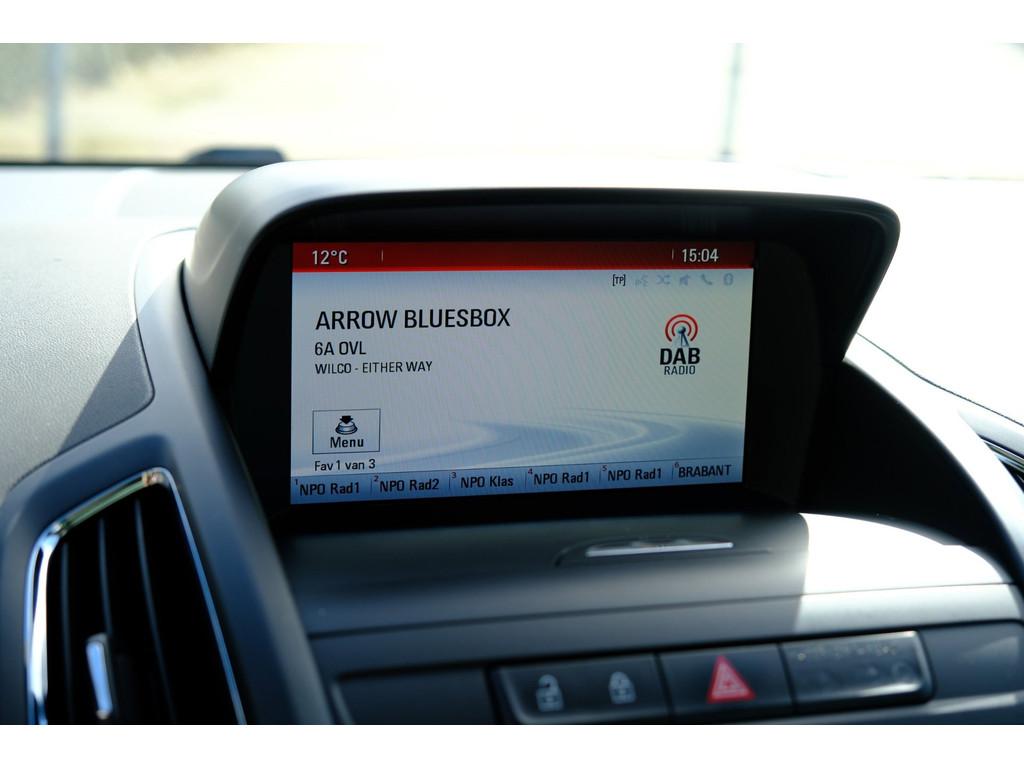 12°C 15:04
[TP]
ARROW BLUESBOX
6A OVL
WILCO - EITHER WAY
DAB
RADIO
Menu
Fav 1 van 3
1 NPO Rad1 2 NPO Rad2 3 NPO Klas 4 NPO Rad1 5 NPO Rad1 6 BRABANT